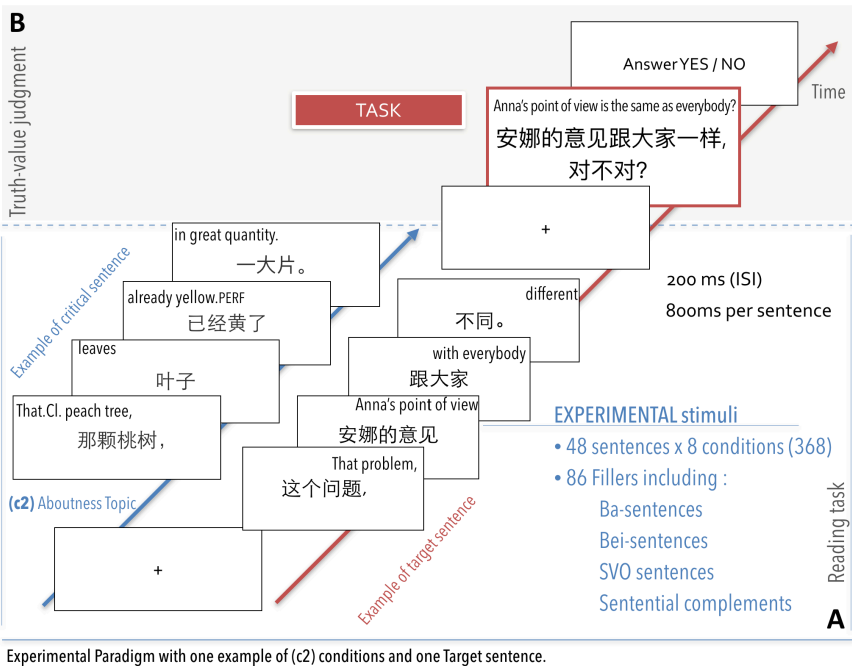 B
Truth-value judgment
TASK
Answer YES / NO
Time
Anna's point of view is the same as everybody?
安娜的意见跟大家一样,
对不对?
+
Example of critical sentence
in great quantity.
一大片。
already yellow.PERF
已经黄了
leaves
叶子
That.Cl. peach tree,
那颗桃树，
(c2) Aboutness Topic
+
different
不同。
with everybody
跟大家
Anna's point of view
安娜的意见
That problem,
这个问题,
Example of target sentence
200 ms (ISI)
800ms per sentence
EXPERIMENTAL stimuli
• 48 sentences x 8 conditions (368)
• 86 Fillers including :
Ba-sentences
Bei-sentences
SVO sentences
Sentential complements
Reading task
A
Experimental Paradigm with one example of (c2) conditions and one Target sentence.